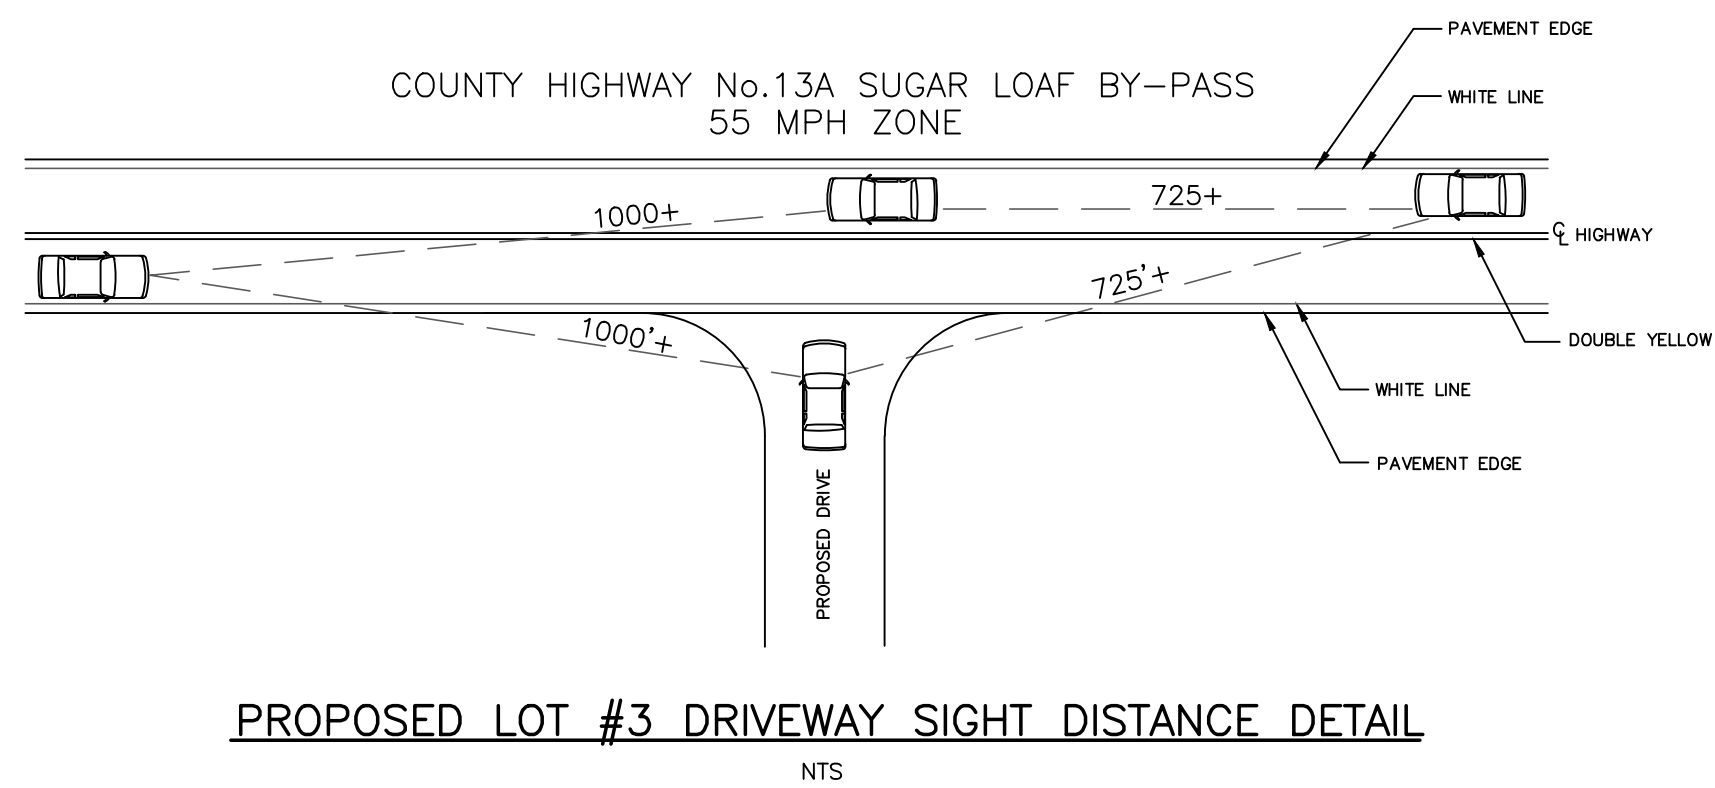 PAVEMENT EDGE
COUNTY HIGHWAY No.13A SUGAR LOAF BY-PASS
WHITE LINE
55 MPH ZONE
725+
1000+
℄ HIGHWAY
725'+
1000'+
DOUBLE YELLOW
WHITE LINE
PAVEMENT EDGE
PROPOSED DRIVE
PROPOSED LOT #3 DRIVEWAY SIGHT DISTANCE DETAIL
NTS